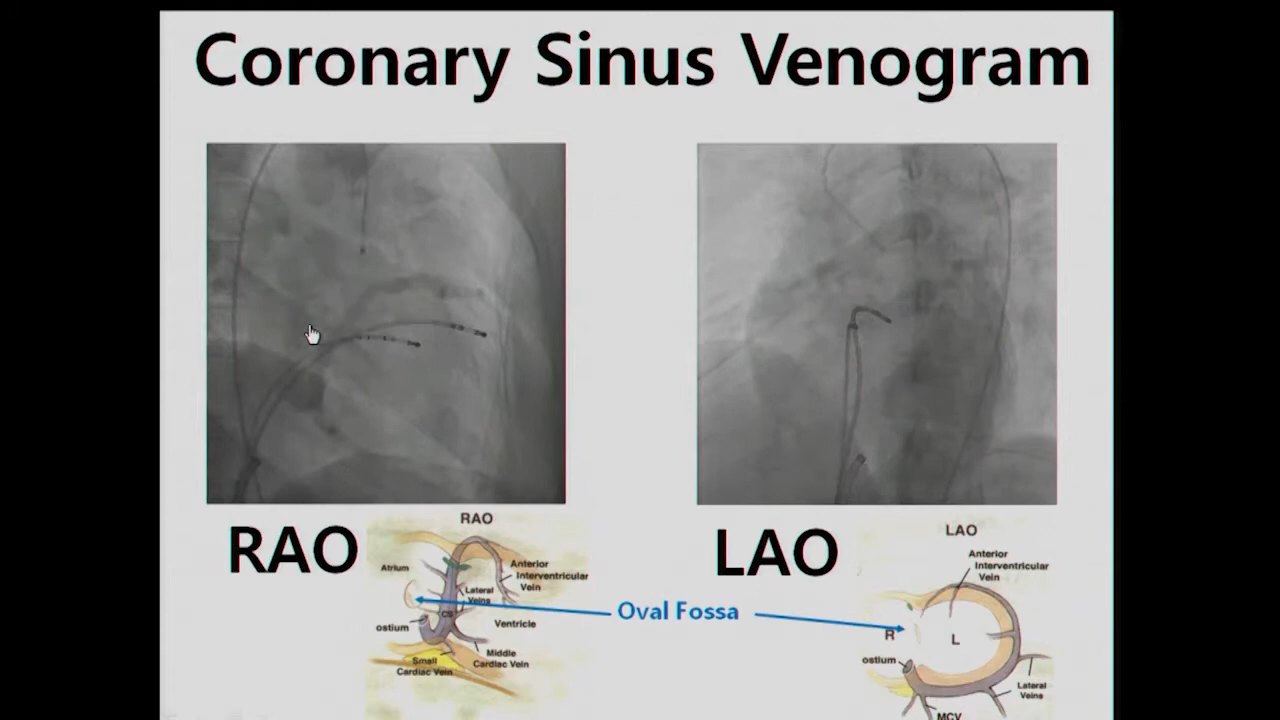 Coronary Sinus Venogram
RAO
RAO
Atrium
Anterior
Interventricular
Vein
Lateral
Veins
CS
ostium
Ventricle
Middle
Cardiac Vein
Small
Cardiac Vein
Oval Fossa
LAO
LAO
Anterior
Interventricular
Vein
R
L
ostium
Lateral
Veins
MCV